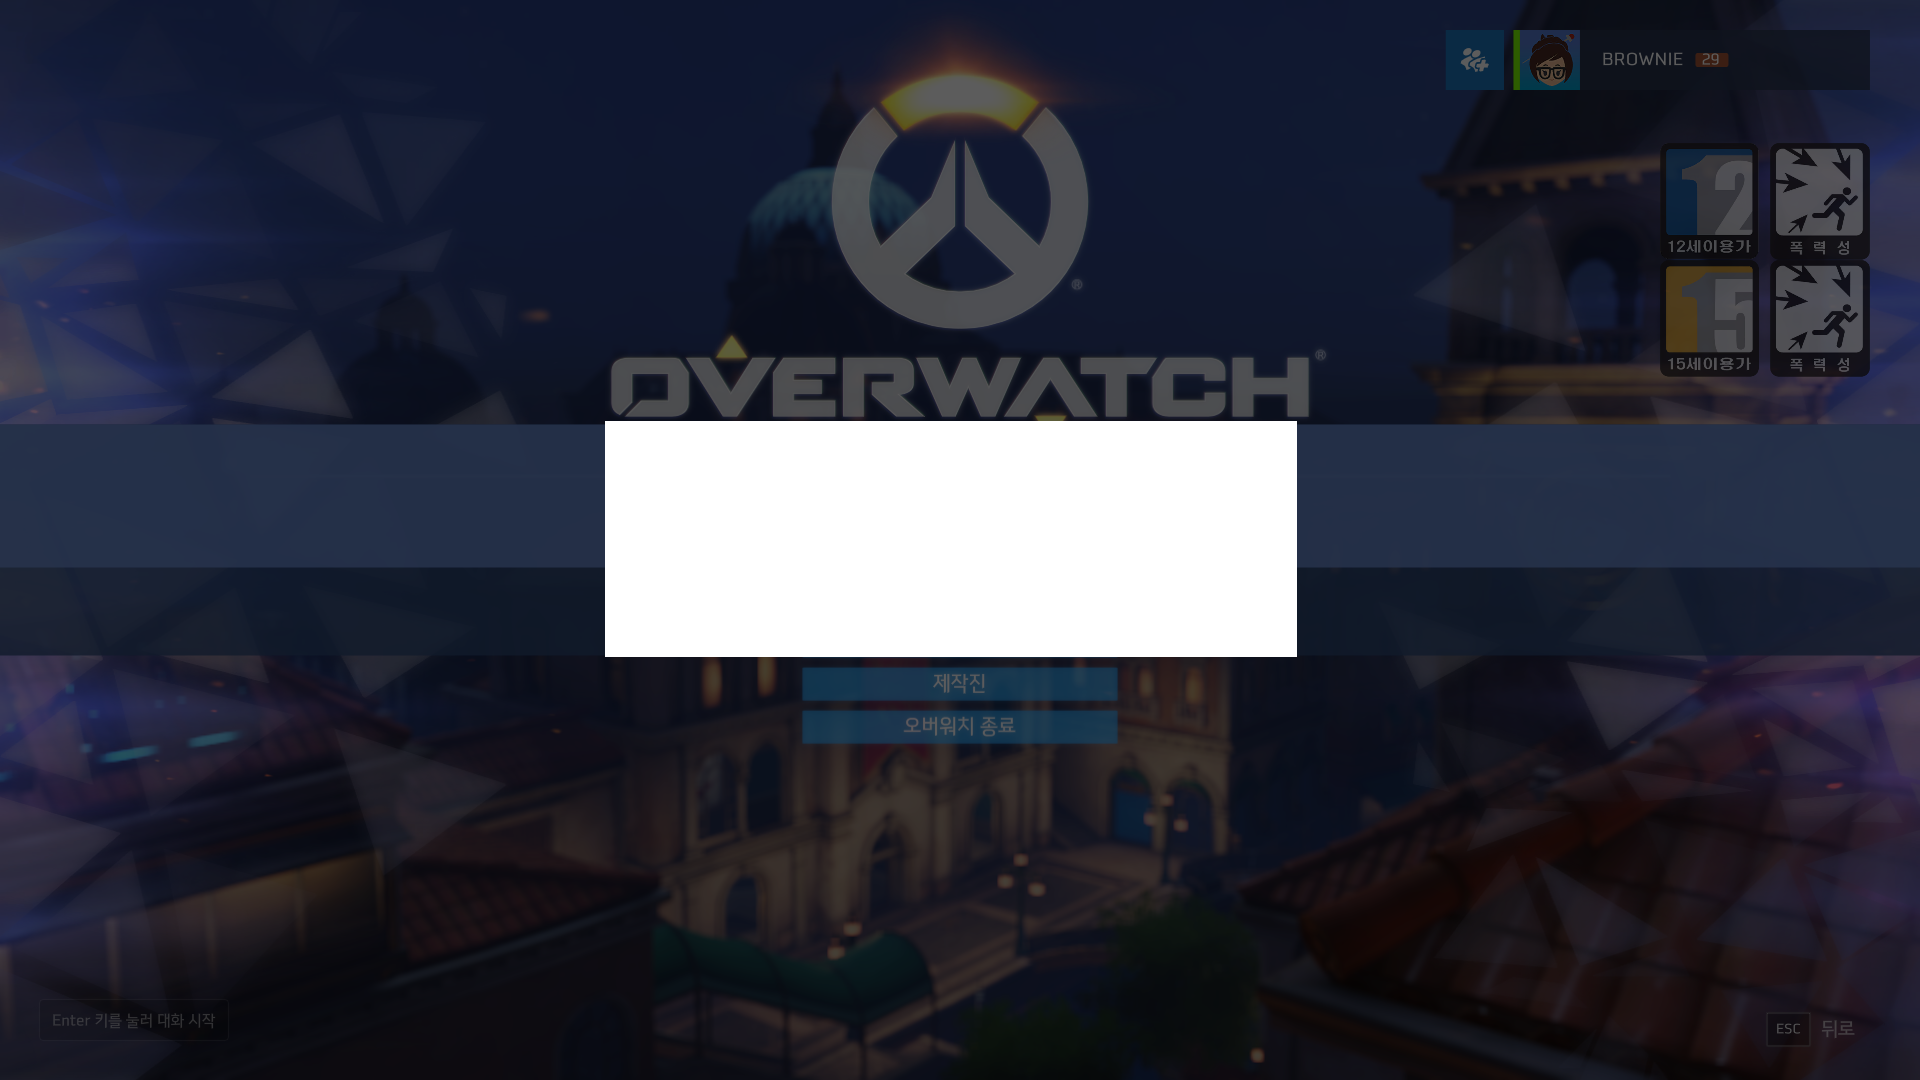 BROWNIE 29
12 12세이용가 폭력성
15 15세이용가 폭력성
OVERWATCH®
제작진
오버워치 종료
Enter 키를 눌러 대화 시작
ESC 뒤로